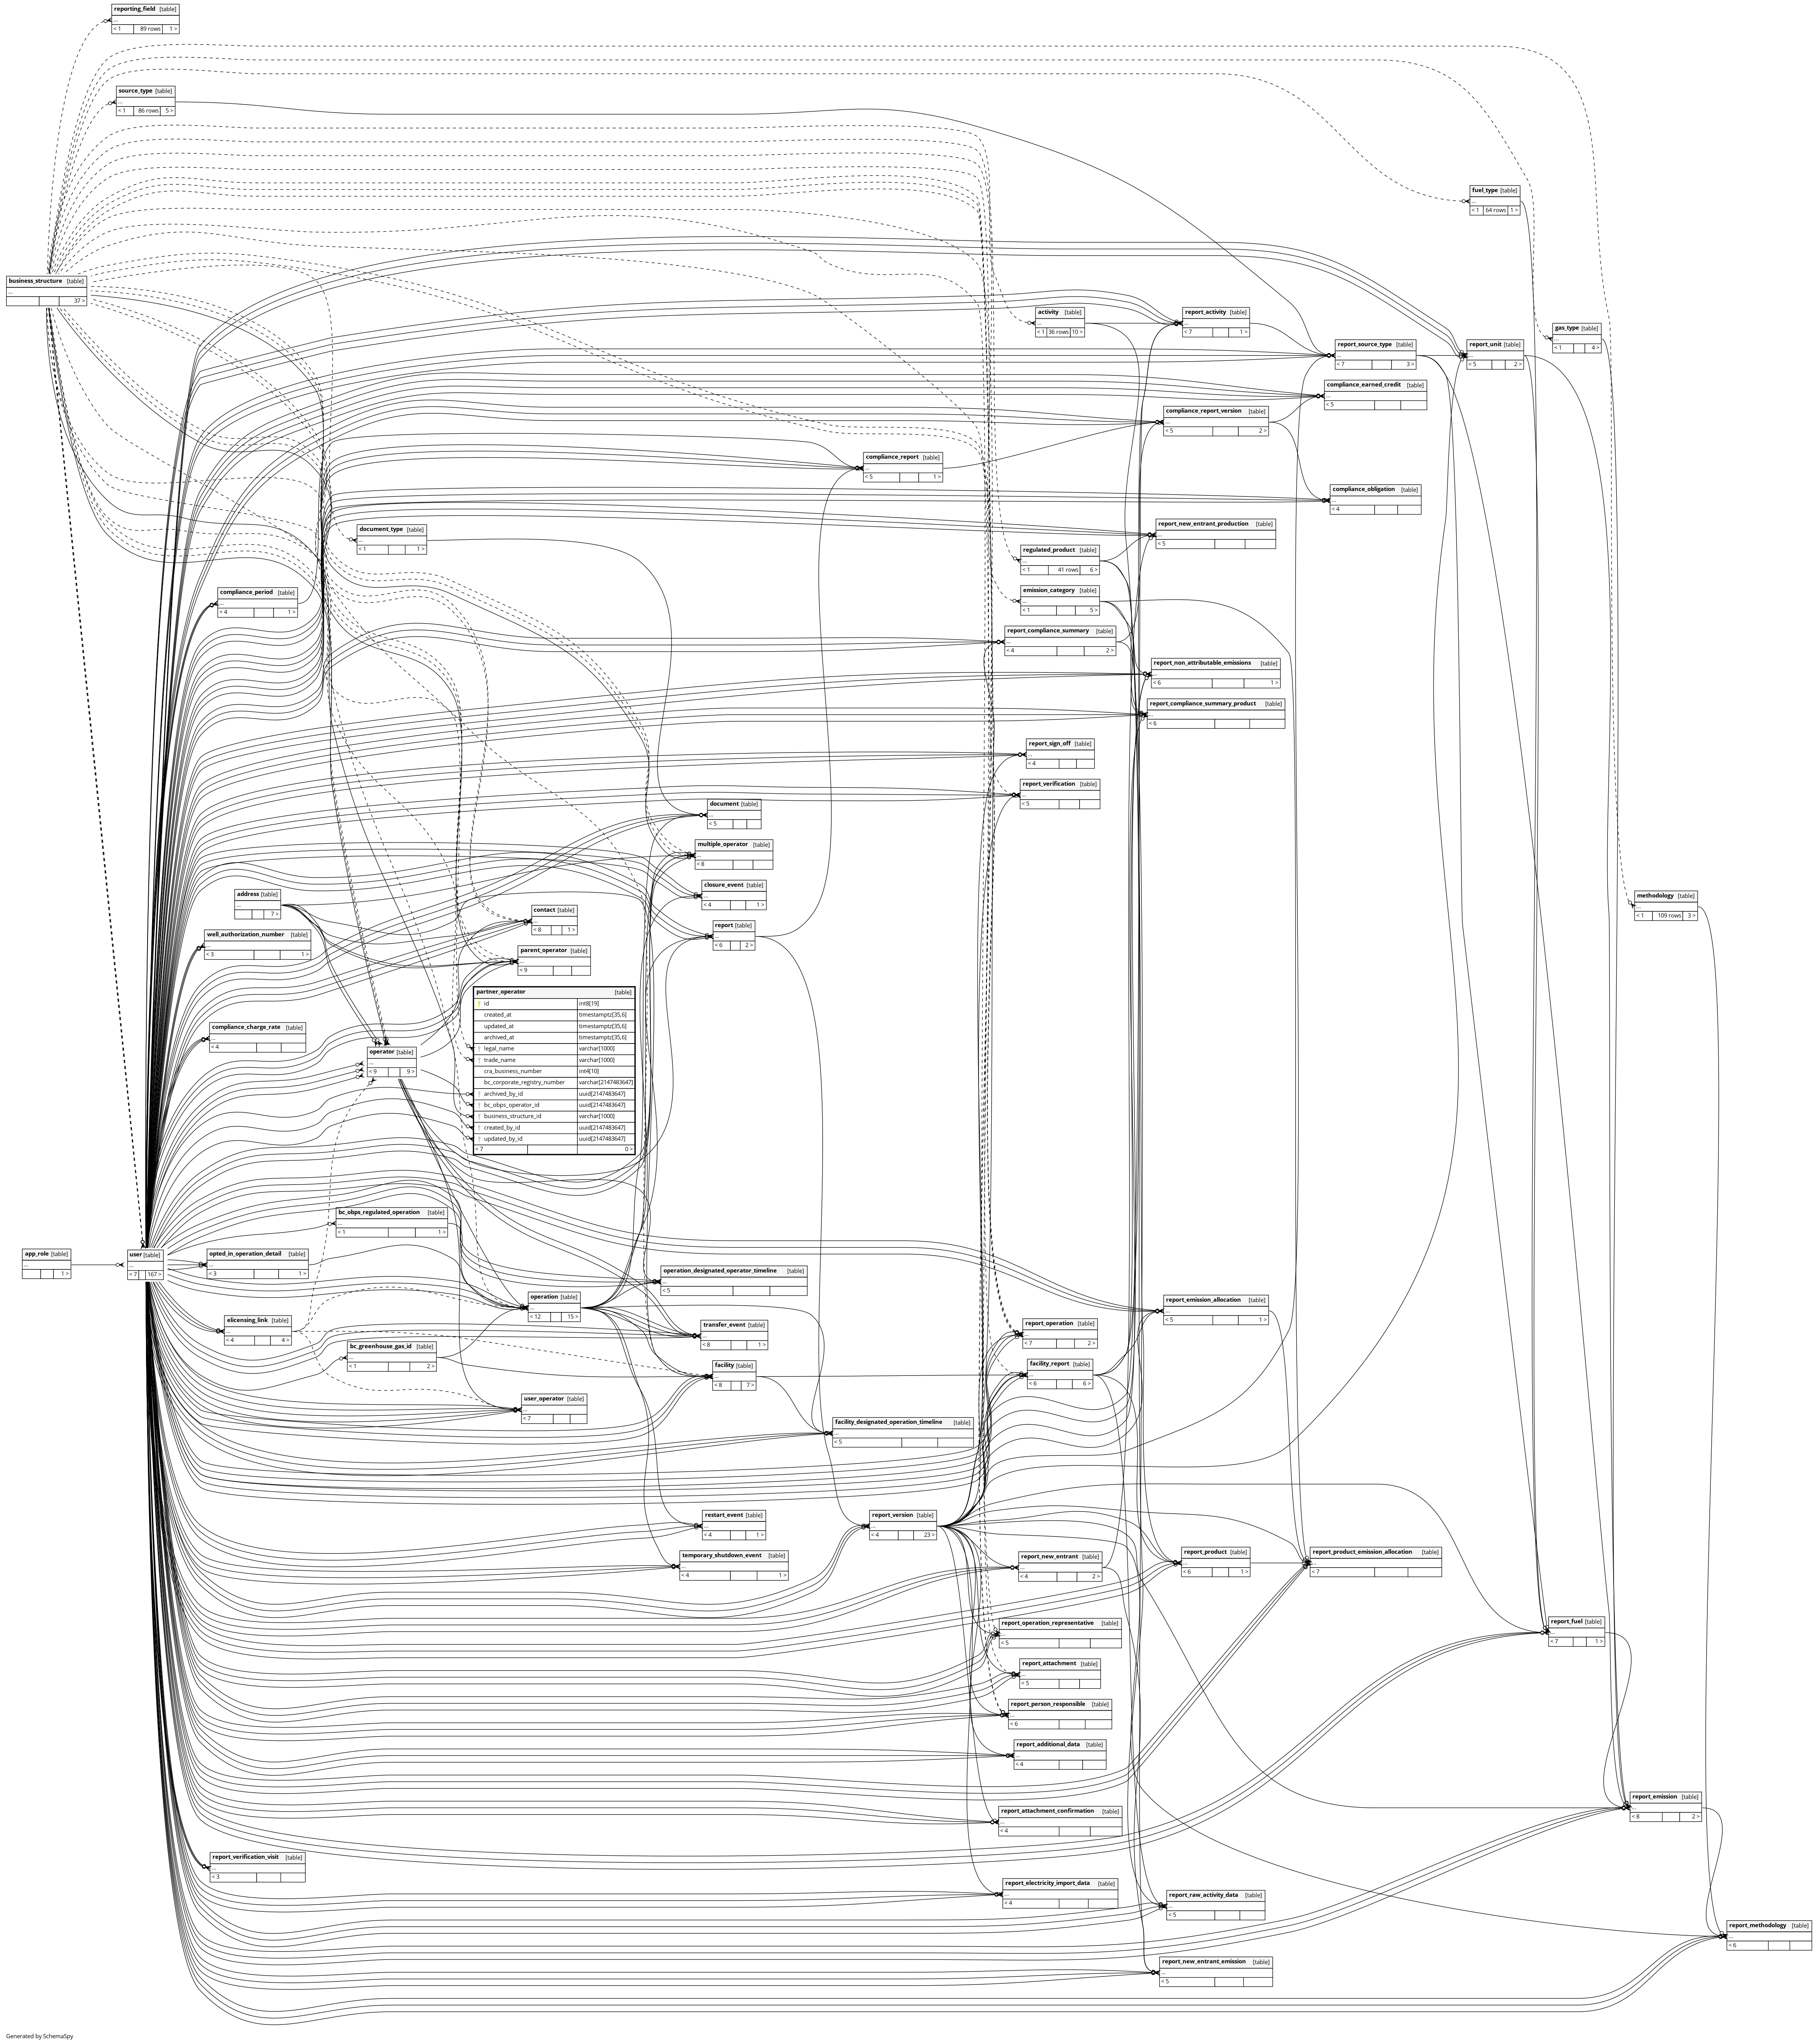 reporting_field [table]
...
< 1 89 rows 1 >
source_type [table]
...
< 1 86 rows 5 >
fuel_type [table]
...
< 1 64 rows 1 >
business_structure [table]
...
37 >
activity [table]
...
< 1 36 rows 10 >
report_activity [table]
...
< 7 1 >
gas_type [table]
...
< 1 4 >
report_source_type [table]
...
< 7 3 >
report_unit [table]
...
< 5 2 >
compliance_earned_credit [table]
...
< 5
compliance_report_version [table]
...
< 5 2 >
compliance_report [table]
...
< 5 1 >
compliance_obligation [table]
...
< 4
report_new_entrant_production [table]
...
< 5
document_type [table]
...
< 1 1 >
regulated_product [table]
...
< 1 41 rows 6 >
compliance_period [table]
...
< 4 1 >
emission_category [table]
...
< 1 5 >
report_compliance_summary [table]
...
< 4 2 >
report_non_attributable_emissions [table]
...
< 6 1 >
report_compliance_summary_product [table]
...
< 6
report_sign_off [table]
...
< 4
report_verification [table]
...
< 5
document [table]
...
< 5
multiple_operator [table]
...
< 8
closure_event [table]
...
< 4 1 >
address [table]
...
7 >
methodology [table]
...
< 1 109 rows 3 >
contact [table]
...
< 8 1 >
report [table]
...
< 6 2 >
well_authorization_number [table]
...
< 3 1 >
parent_operator [table]
...
< 9
partner_operator [table]
id int8[19]
created_at timestamptz[35,6]
updated_at timestamptz[35,6]
archived_at timestamptz[35,6]
legal_name varchar[1000]
trade_name varchar[1000]
cra_business_number int4[10]
bc_corporate_registry_number varchar[2147483647]
archived_by_id uuid[2147483647]
bc_obps_operator_id uuid[2147483647]
business_structure_id varchar[1000]
created_by_id uuid[2147483647]
updated_by_id uuid[2147483647]
< 7 0 >
compliance_charge_rate [table]
...
< 4
operator [table]
...
< 9 9 >
bc_obps_regulated_operation [table]
...
< 1 1 >
app_role [table]
...
1 >
user [table]
...
< 7 167 >
opted_in_operation_detail [table]
...
< 3 1 >
operation_designated_operator_timeline [table]
...
< 5
operation [table]
...
< 12 15 >
report_emission_allocation [table]
...
< 5 1 >
elicensing_link [table]
...
< 4 4 >
transfer_event [table]
...
< 8 1 >
report_operation [table]
...
< 7 2 >
bc_greenhouse_gas_id [table]
...
< 1 2 >
facility [table]
...
< 8 7 >
facility_report [table]
...
< 6 6 >
user_operator [table]
...
< 7
facility_designated_operation_timeline [table]
...
< 5
restart_event [table]
...
< 4 1 >
report_version [table]
...
< 4 23 >
temporary_shutdown_event [table]
...
< 4 1 >
report_new_entrant [table]
...
< 4 2 >
report_product [table]
...
< 6 1 >
report_product_emission_allocation [table]
...
< 7
report_operation_representative [table]
...
< 5
report_fuel [table]
...
< 7 1 >
report_attachment [table]
...
< 5
report_person_responsible [table]
...
< 6
report_additional_data [table]
...
< 4
report_emission [table]
...
< 8 2 >
report_attachment_confirmation [table]
...
< 4
report_verification_visit [table]
...
< 3
report_electricity_import_data [table]
...
< 4
report_raw_activity_data [table]
...
< 5
report_methodology [table]
...
< 6
report_new_entrant_emission [table]
...
< 5
Generated by SchemaSpy